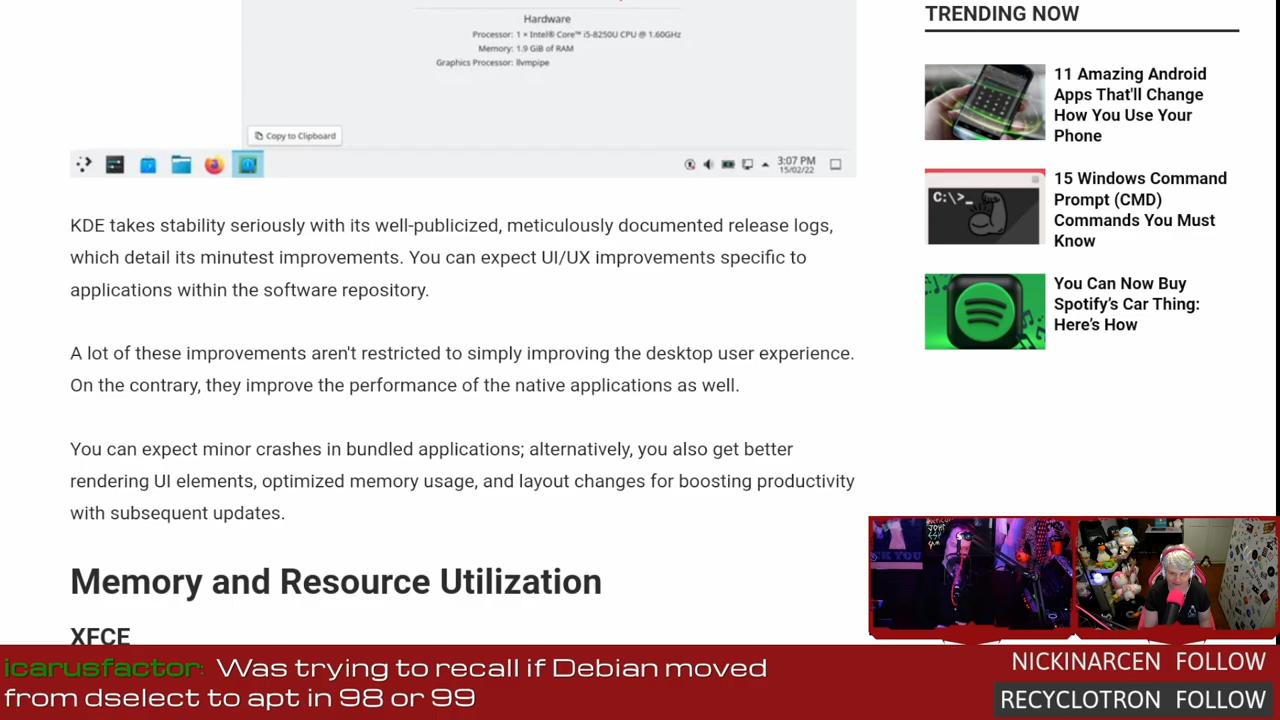 Hardware
Processor: 1 × Intel® Core™ i5-8250U CPU @ 1.60GHz
Memory: 1.9 GiB of RAM
Graphics Processor: llvmpipe
Copy to Clipboard
3:07 PM
15/02/22
KDE takes stability seriously with its well-publicized, meticulously documented release logs,
which detail its minutest improvements. You can expect UI/UX improvements specific to
applications within the software repository.
A lot of these improvements aren't restricted to simply improving the desktop user experience.
On the contrary, they improve the performance of the native applications as well.
You can expect minor crashes in bundled applications; alternatively, you also get better
rendering UI elements, optimized memory usage, and layout changes for boosting productivity
with subsequent updates.
Memory and Resource Utilization
XFCE
TRENDING NOW
11 Amazing Android
Apps That'll Change
How You Use Your
Phone
C:\>_
15 Windows Command
Prompt (CMD)
Commands You Must
Know
You Can Now Buy
Spotify's Car Thing:
Here's How
icarusfactor: Was trying to recall if Debian moved
from dselect to apt in 98 or 99
NICKINARCEN FOLLOW
RECYCLOTRON FOLLOW